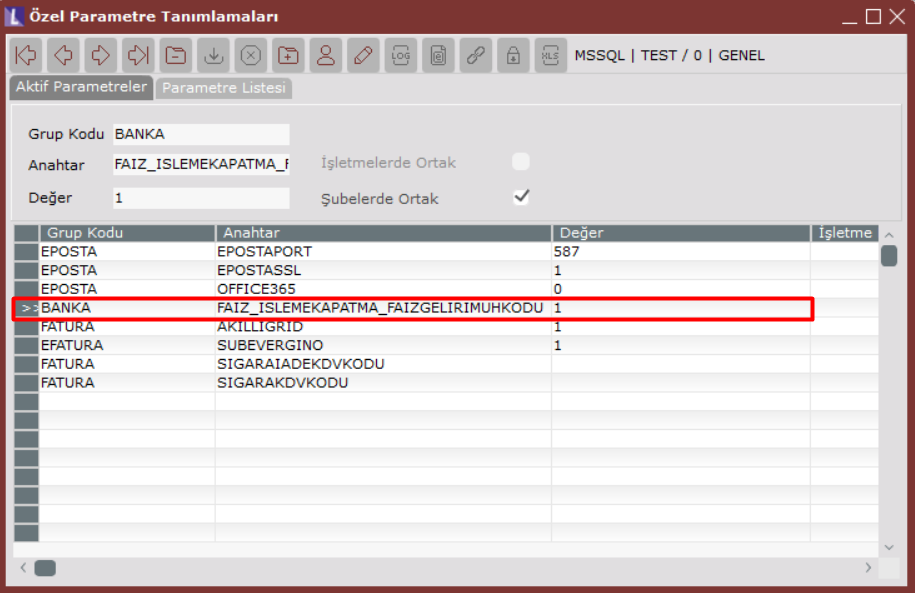 Özel Parametre Tanımlamaları
LOG
XLS
MSSQL | TEST / 0 | GENEL
Aktif Parametreler
Parametre Listesi
Grup Kodu BANKA
Anahtar FAIZ_ISLEMEKAPATMA_F İşletmelerde Ortak
Değer 1 Şubelerde Ortak
Grup Kodu Anahtar Değer İşletme
EPOSTA EPOSTAPORT 587
EPOSTA EPOSTASSL 1
EPOSTA OFFICE365 0
>> BANKA FAIZ_ISLEMEKAPATMA_FAIZGELIRIMUHKODU 1
FATURA AKILLIGRID 1
EFATURA SUBEVERGINO 1
FATURA SIGARAIADEKDVKODU
FATURA SIGARAKDVKODU